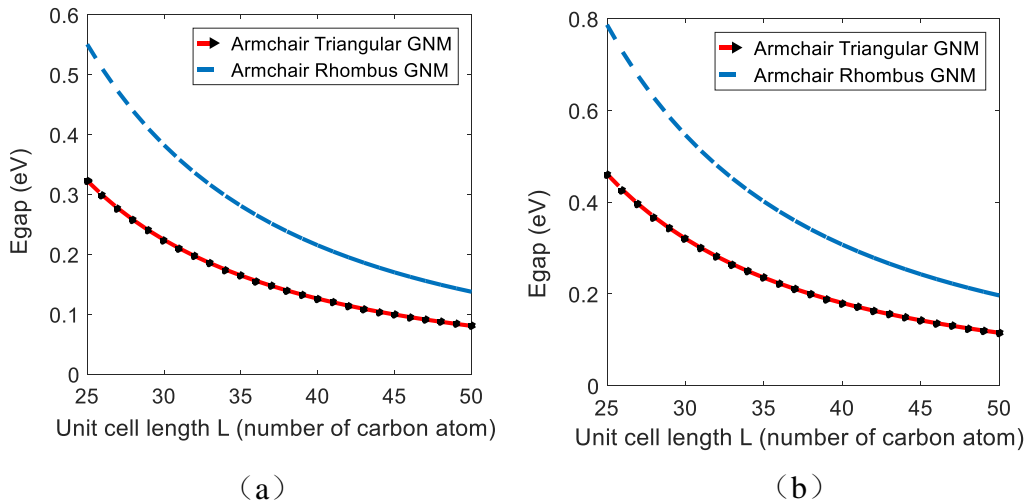 0.6
0.5
0.4
0.3
0.2
0.1
0
Egap (eV)
Armchair Triangular GNM
Armchair Rhombus GNM
25 30 35 40 45 50
Unit cell length L (number of carbon atom)
（a）
0.8
0.6
0.4
0.2
0
Egap (eV)
Armchair Triangular GNM
Armchair Rhombus GNM
25 30 35 40 45 50
Unit cell length L (number of carbon atom)
（b）